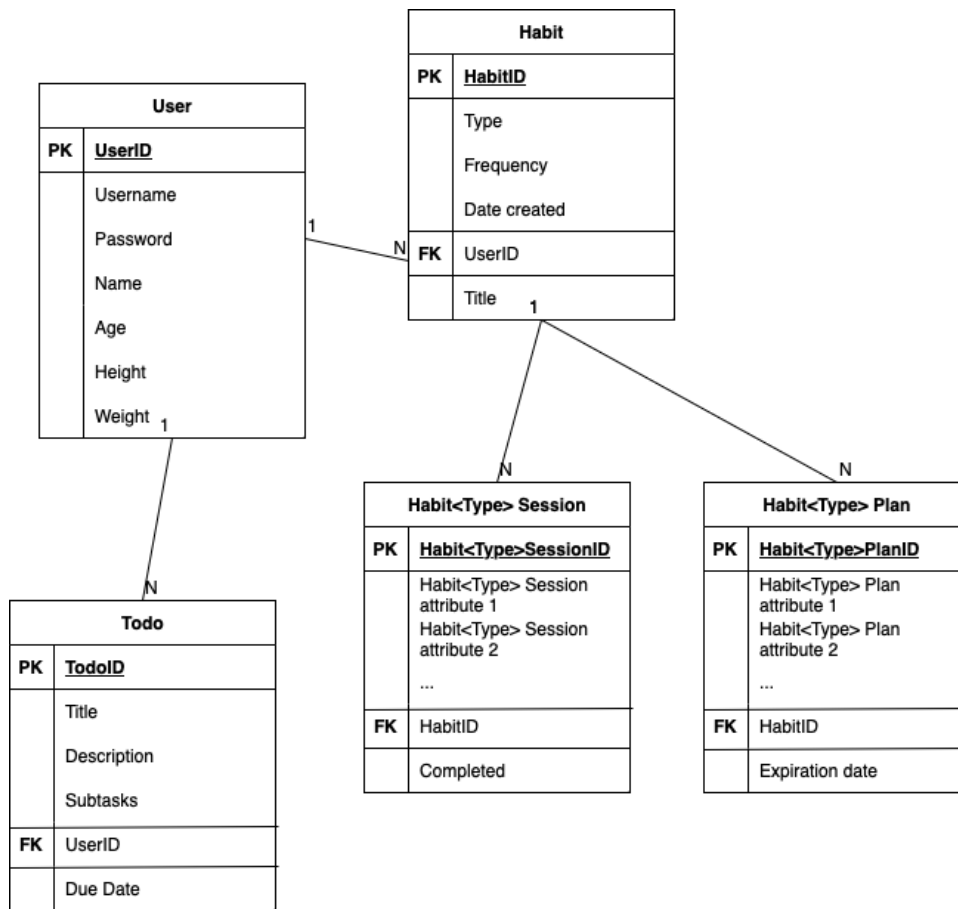 Habit
PK HabitID
Type
Frequency
Date created
FK UserID
Title
User
PK UserID
Username
Password
Name
Age
Height
Weight
1
N
1
N
1
N
N
Habit<Type> Session
PK Habit<Type>SessionID
Habit<Type> Session
attribute 1
Habit<Type> Session
attribute 2
...
FK HabitID
Completed
Habit<Type> Plan
PK Habit<Type>PlanID
Habit<Type> Plan
attribute 1
Habit<Type> Plan
attribute 2
...
FK HabitID
Expiration date
Todo
PK TodoID
Title
Description
Subtasks
FK UserID
Due Date